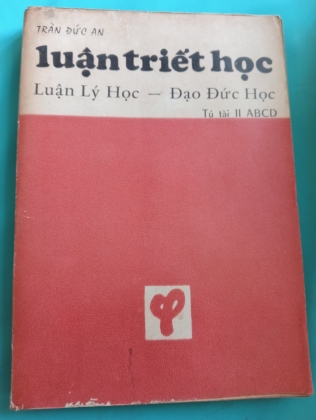 TRẦN ĐỨC AN
luận triết học
Luận Lý Học — Đạo Đức Học
Tú tài II ABCD
φ